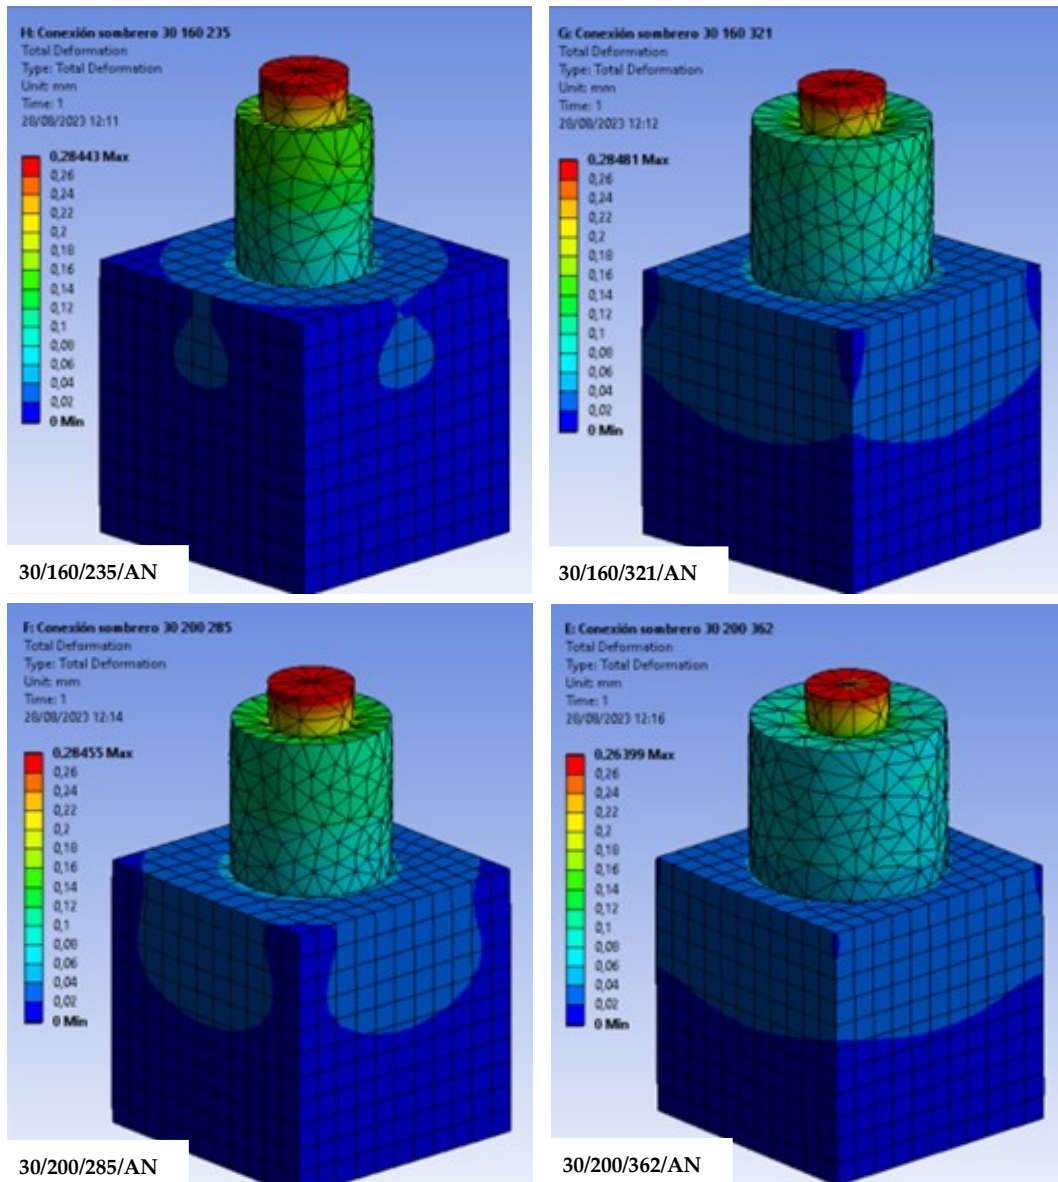 H: Conexión sombrero 30 160 235
Total Deformation
Type: Total Deformation
Unit: mm
Time: 1
28/08/2023 12:11
0,28443 Max
0,26
0,24
0,22
0,2
0,18
0,16
0,14
0,12
0,1
0,08
0,06
0,04
0,02
0 Min
30/160/235/AN
G: Conexión sombrero 30 160 321
Total Deformation
Type: Total Deformation
Unit: mm
Time: 1
28/08/2023 12:12
0,28481 Max
0,26
0,24
0,22
0,2
0,18
0,16
0,14
0,12
0,1
0,08
0,06
0,04
0,02
0 Min
30/160/321/AN
F: Conexión sombrero 30 200 285
Total Deformation
Type: Total Deformation
Unit: mm
Time: 1
28/08/2023 12:14
0,28455 Max
0,26
0,24
0,22
0,2
0,18
0,16
0,14
0,12
0,1
0,08
0,06
0,04
0,02
0 Min
30/200/285/AN
E: Conexión sombrero 30 200 362
Total Deformation
Type: Total Deformation
Unit: mm
Time: 1
28/08/2023 12:16
0,26399 Max
0,26
0,24
0,22
0,2
0,18
0,16
0,14
0,12
0,1
0,08
0,06
0,04
0,02
0 Min
30/200/362/AN